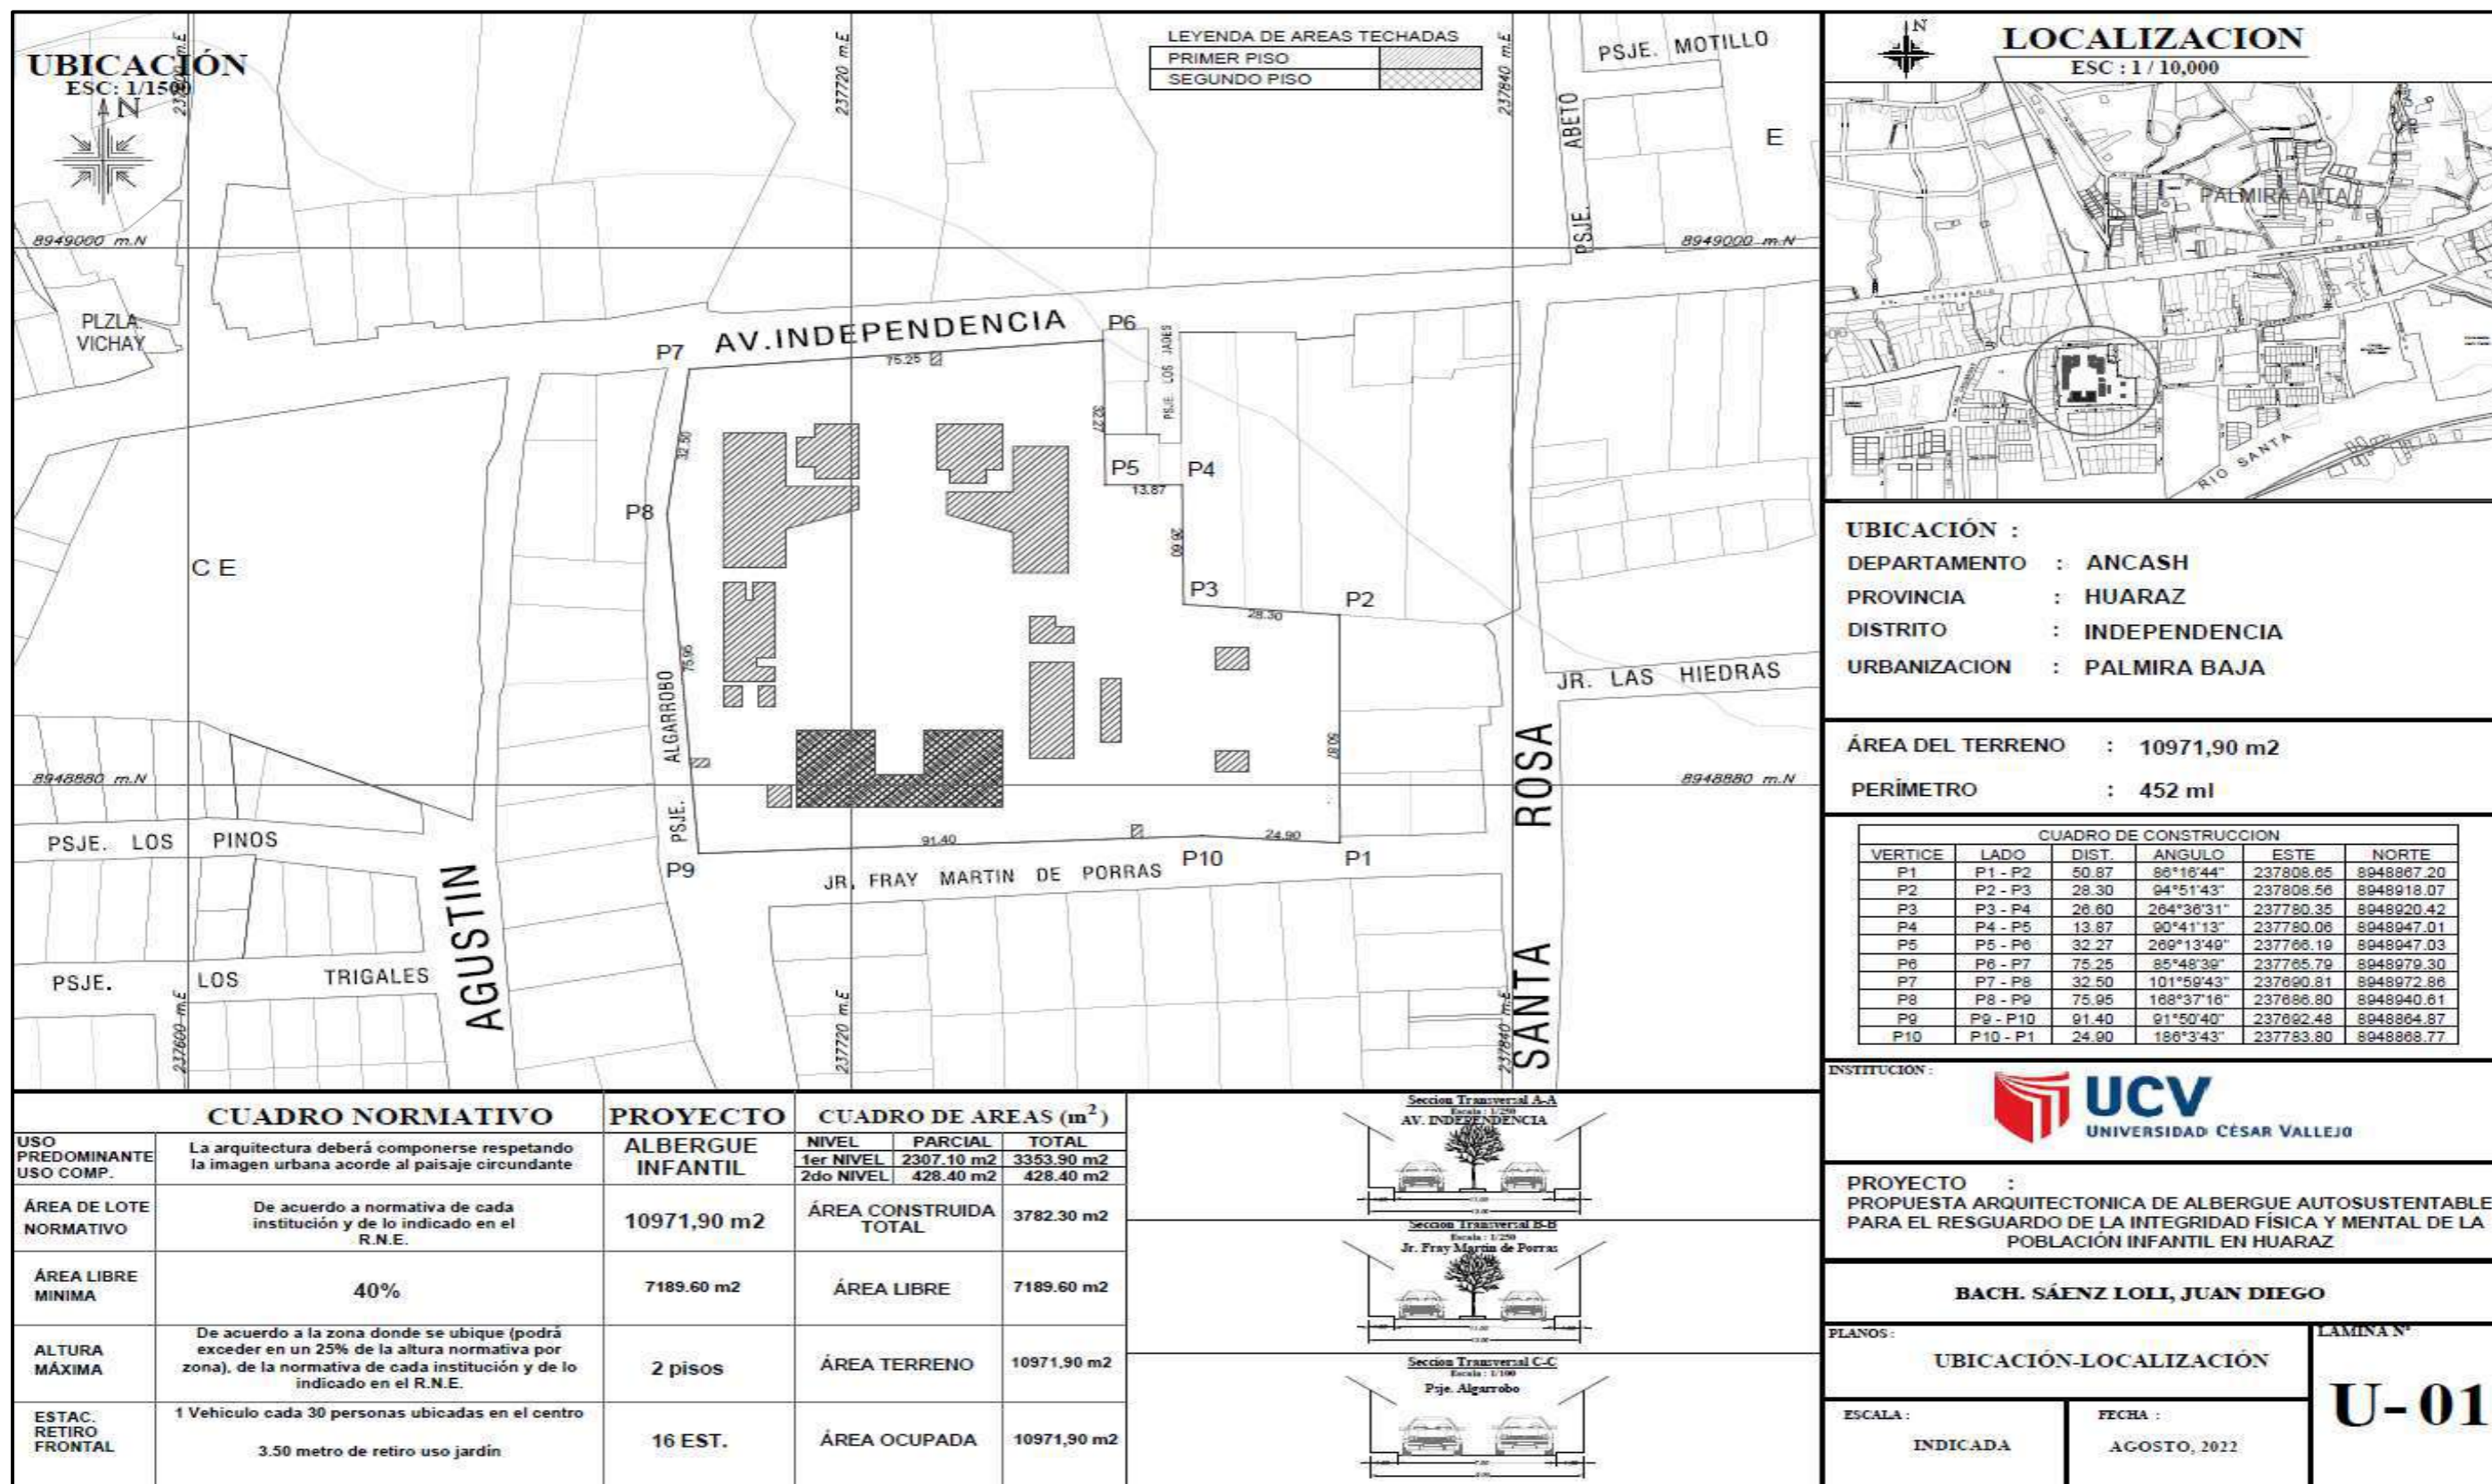 UBICACIÓN
ESC: 1/1500
N
237600 m.E
237720 m.E
237840 m.E
LEYENDA DE AREAS TECHADAS
PRIMER PISO
SEGUNDO PISO
PSJE. MOTILLO
PSJE. ABETO
E
8949000 m.N
8949000 m.N
PLZLA.
VICHAY
AV.INDEPENDENCIA
P6
P7
75.25
PSJE. LOS JADES
32.27
32.50
P5
P4
13.87
P8
26.60
C E
P3
28.30
P2
75.95
PSJE. ALGARROBO
50.87
JR. LAS HIEDRAS
8948880 m.N
8948880 m.N
PSJE. LOS PINOS
91.40
24.90
P9
P10
P1
JR. FRAY MARTIN DE PORRAS
AGUSTIN
SANTA ROSA
PSJE. LOS TRIGALES
237600 m.E
237720 m.E
237840 m.E
N
LOCALIZACION
ESC : 1 / 10,000
PALMIRA ALTA
AV. CENTENARIO
RIO SANTA
UBICACIÓN :
DEPARTAMENTO : ANCASH
PROVINCIA : HUARAZ
DISTRITO : INDEPENDENCIA
URBANIZACION : PALMIRA BAJA
ÁREA DEL TERRENO : 10971,90 m2
PERÍMETRO : 452 ml
CUADRO DE CONSTRUCCION
VERTICE LADO DIST. ANGULO ESTE NORTE
P1 P1 - P2 50.87 86°16'44" 237808.65 8948867.20
P2 P2 - P3 28.30 94°51'43" 237808.56 8948918.07
P3 P3 - P4 26.60 264°36'31" 237780.35 8948920.42
P4 P4 - P5 13.87 90°41'13" 237780.06 8948947.01
P5 P5 - P6 32.27 269°13'49" 237766.19 8948947.03
P6 P6 - P7 75.25 85°48'39" 237765.79 8948979.30
P7 P7 - P8 32.50 101°59'43" 237690.81 8948972.86
P8 P8 - P9 75.95 168°37'16" 237686.80 8948940.61
P9 P9 - P10 91.40 91°50'40" 237692.48 8948864.87
P10 P10 - P1 24.90 186°3'43" 237783.80 8948868.77
INSTITUCIÓN :
UCV
UNIVERSIDAD CÉSAR VALLEJO
PROYECTO :
PROPUESTA ARQUITECTONICA DE ALBERGUE AUTOSUSTENTABLE
PARA EL RESGUARDO DE LA INTEGRIDAD FÍSICA Y MENTAL DE LA
POBLACIÓN INFANTIL EN HUARAZ
BACH. SÁENZ LOLI, JUAN DIEGO
PLANOS :
UBICACIÓN-LOCALIZACIÓN
LAMINA N°
U- 01
ESCALA :
INDICADA
FECHA :
AGOSTO, 2022
CUADRO NORMATIVO PROYECTO CUADRO DE AREAS (m²)
USO
PREDOMINANTE
USO COMP.
La arquitectura deberá componerse respetando
la imagen urbana acorde al paisaje circundante
ALBERGUE
INFANTIL
NIVEL PARCIAL TOTAL
1er NIVEL 2307.10 m2 3353.90 m2
2do NIVEL 428.40 m2 428.40 m2
ÁREA DE LOTE
NORMATIVO
De acuerdo a normativa de cada
institución y de lo indicado en el
R.N.E.
10971,90 m2
ÁREA CONSTRUIDA
TOTAL
3782.30 m2
ÁREA LIBRE
MINIMA
40%
7189.60 m2
ÁREA LIBRE
7189.60 m2
ALTURA
MÁXIMA
De acuerdo a la zona donde se ubique (podrá
exceder en un 25% de la altura normativa por
zona), de la normativa de cada institución y de lo
indicado en el R.N.E.
2 pisos
ÁREA TERRENO
10971,90 m2
ESTAC.
RETIRO
FRONTAL
1 Vehiculo cada 30 personas ubicadas en el centro
3.50 metro de retiro uso jardín
16 EST.
ÁREA OCUPADA
10971,90 m2
Seccion Transversal A-A
Escala : 1/250
AV. INDEPENDENCIA
Seccion Transversal B-B
Escala : 1/250
Jr. Fray Martin de Porras
Seccion Transversal C-C
Escala : 1/100
Psje. Algarrobo